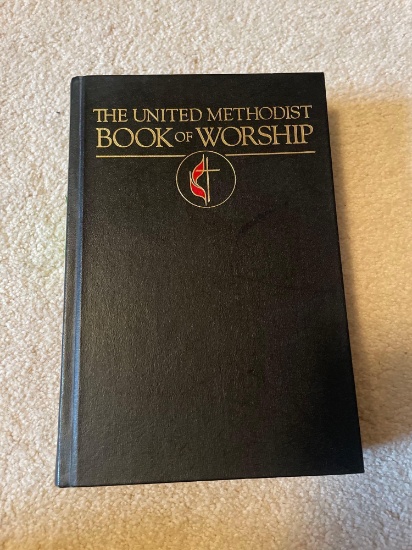 THE UNITED METHODIST
BOOK OF WORSHIP